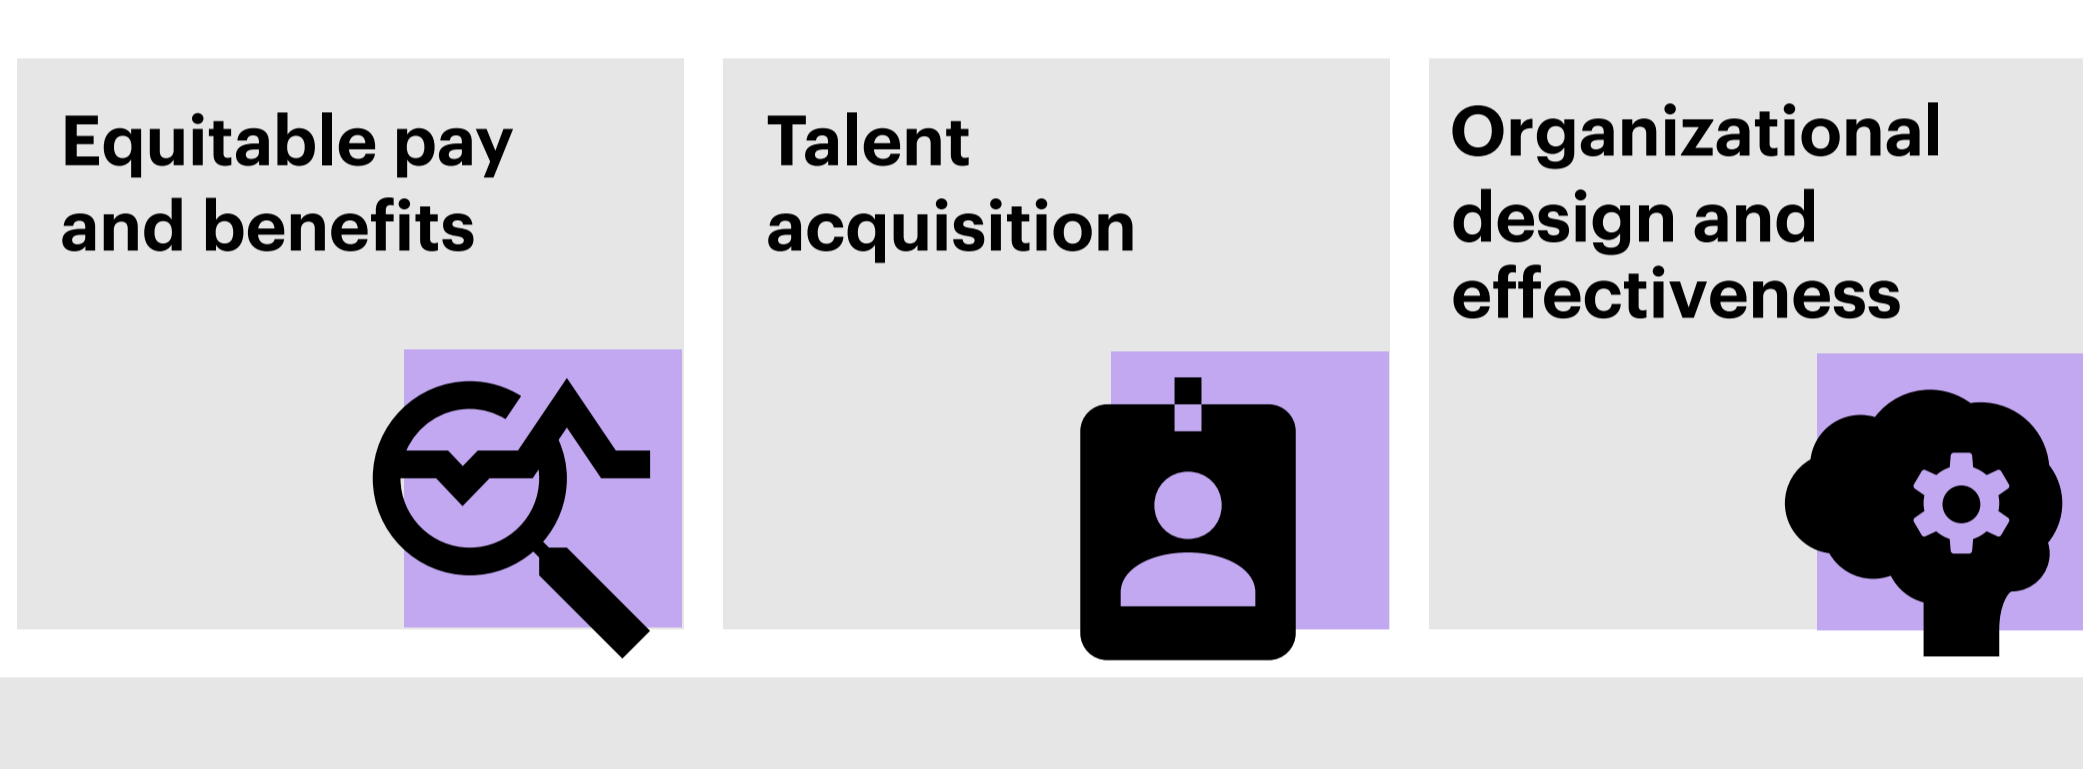 Equitable pay
and benefits
Talent
acquisition
Organizational
design and
effectiveness